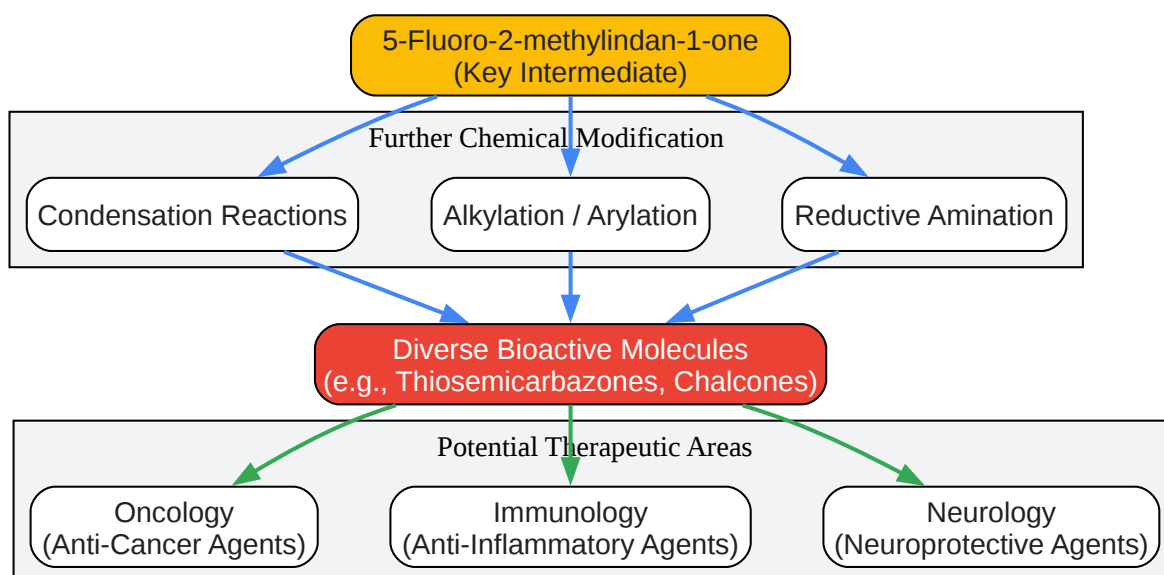 5-Fluoro-2-methylindan-1-one
(Key Intermediate)
Further Chemical Modification
Condensation Reactions
Alkylation / Arylation
Reductive Amination
Diverse Bioactive Molecules
(e.g., Thiosemicarbazones, Chalcones)
Potential Therapeutic Areas
Oncology
(Anti-Cancer Agents)
Immunology
(Anti-Inflammatory Agents)
Neurology
(Neuroprotective Agents)